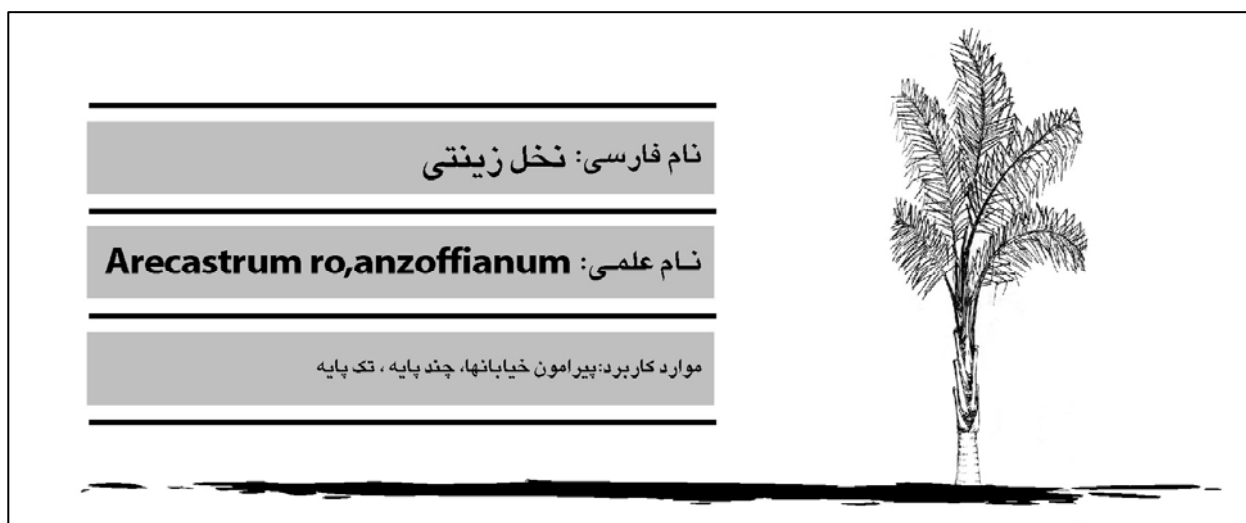 نام فارسی: نخل زینتی
نام علمی: Arecastrum ro,anzoffianum
موارد کاربرد:پیرامون خیابانها، چند پایه ، تک پایه